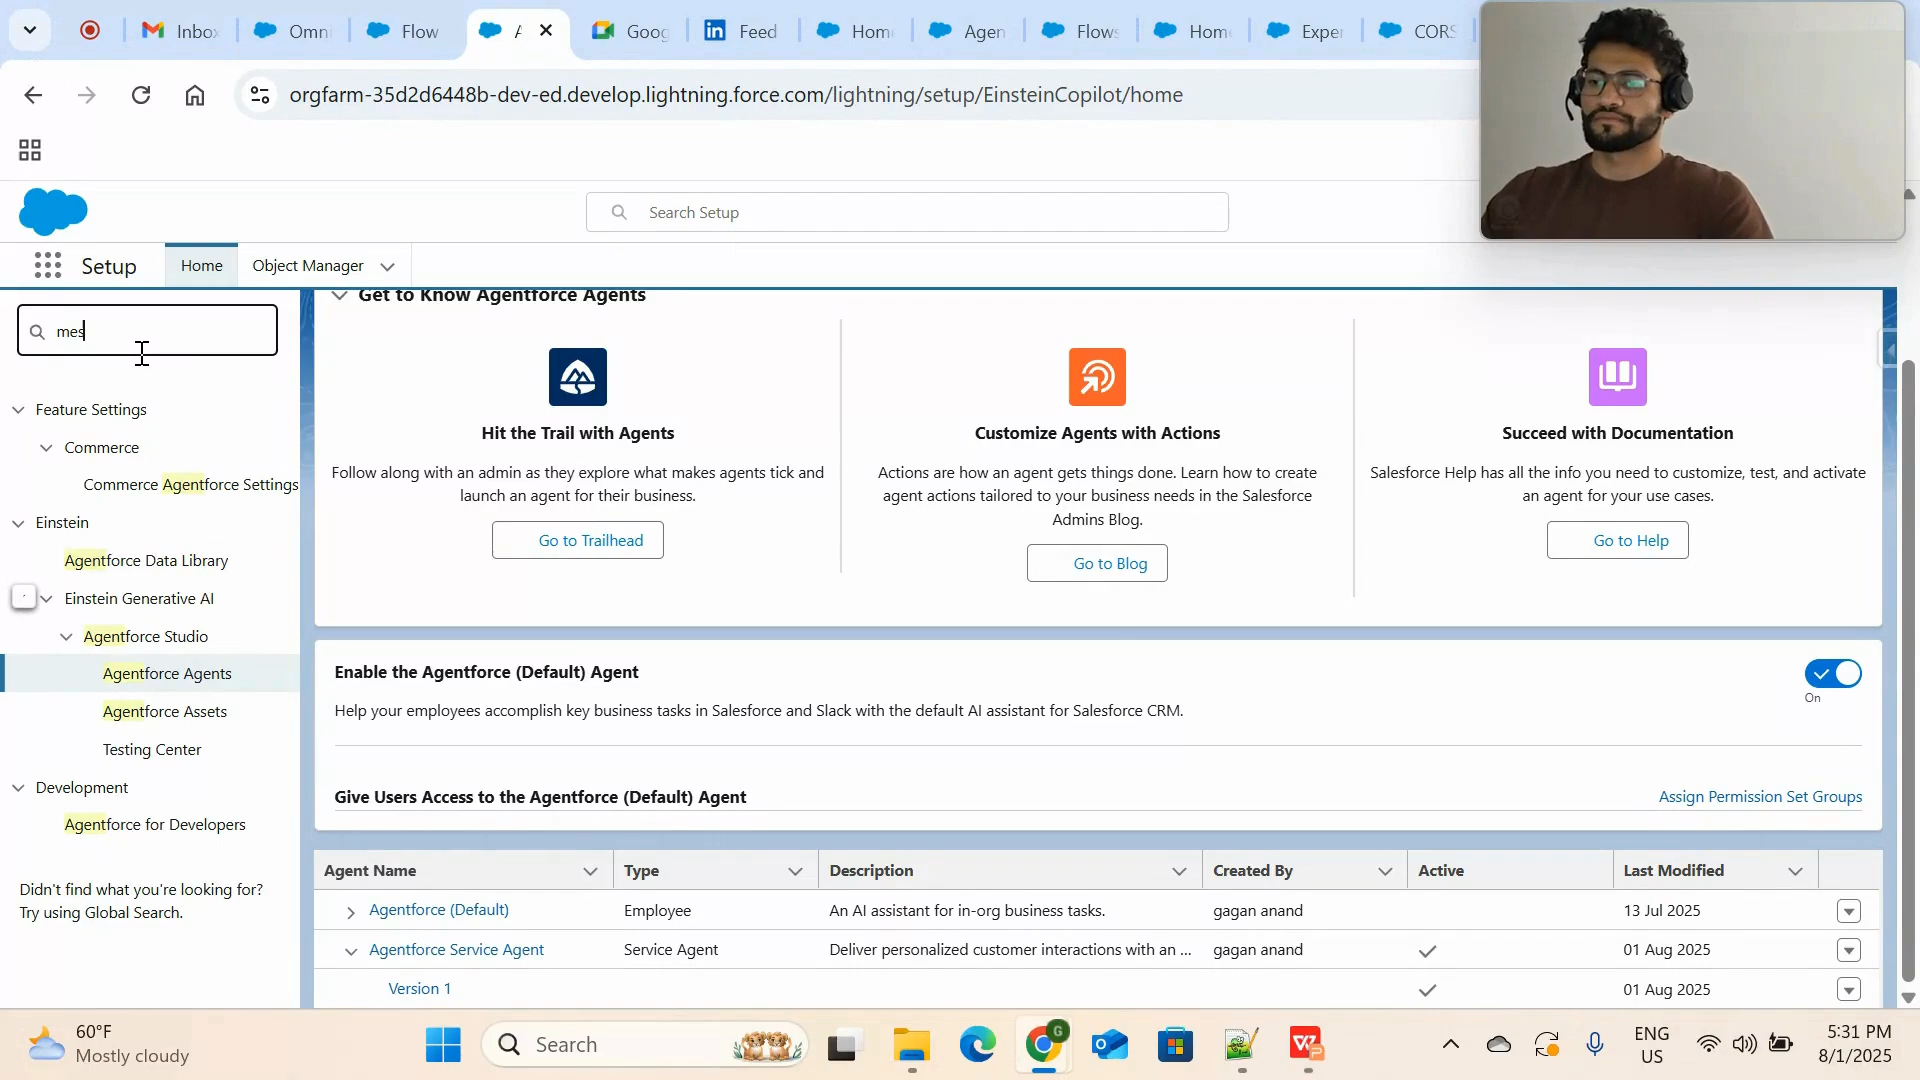 Inbox
Omni
Flow
A
Goog
Feed
Home
Agen
Flows
Home
Exper
CORS
orgfarm-35d2d6448b-dev-ed.develop.lightning.force.com/lightning/setup/EinsteinCopilot/home
Search Setup
Setup
Home
Object Manager
mes
Feature Settings
Commerce
Commerce Agentforce Settings
Einstein
Agentforce Data Library
Einstein Generative AI
Agentforce Studio
Agentforce Agents
Agentforce Assets
Testing Center
Development
Agentforce for Developers
Didn't find what you're looking for?
Try using Global Search.
Get to Know Agentforce Agents
Hit the Trail with Agents
Follow along with an admin as they explore what makes agents tick and
launch an agent for their business.
Go to Trailhead
Customize Agents with Actions
Actions are how an agent gets things done. Learn how to create
agent actions tailored to your business needs in the Salesforce
Admins Blog.
Go to Blog
Succeed with Documentation
Salesforce Help has all the info you need to customize, test, and activate
an agent for your use cases.
Go to Help
Enable the Agentforce (Default) Agent
On
Help your employees accomplish key business tasks in Salesforce and Slack with the default AI assistant for Salesforce CRM.
Give Users Access to the Agentforce (Default) Agent
Assign Permission Set Groups
Agent Name Type Description Created By Active Last Modified
Agentforce (Default) Employee An AI assistant for in-org business tasks. gagan anand 13 Jul 2025
Agentforce Service Agent Service Agent Deliver personalized customer interactions with an ... gagan anand 01 Aug 2025
Version 1 01 Aug 2025
60°F
Mostly cloudy
Search
G
ENG
US
5:31 PM
8/1/2025